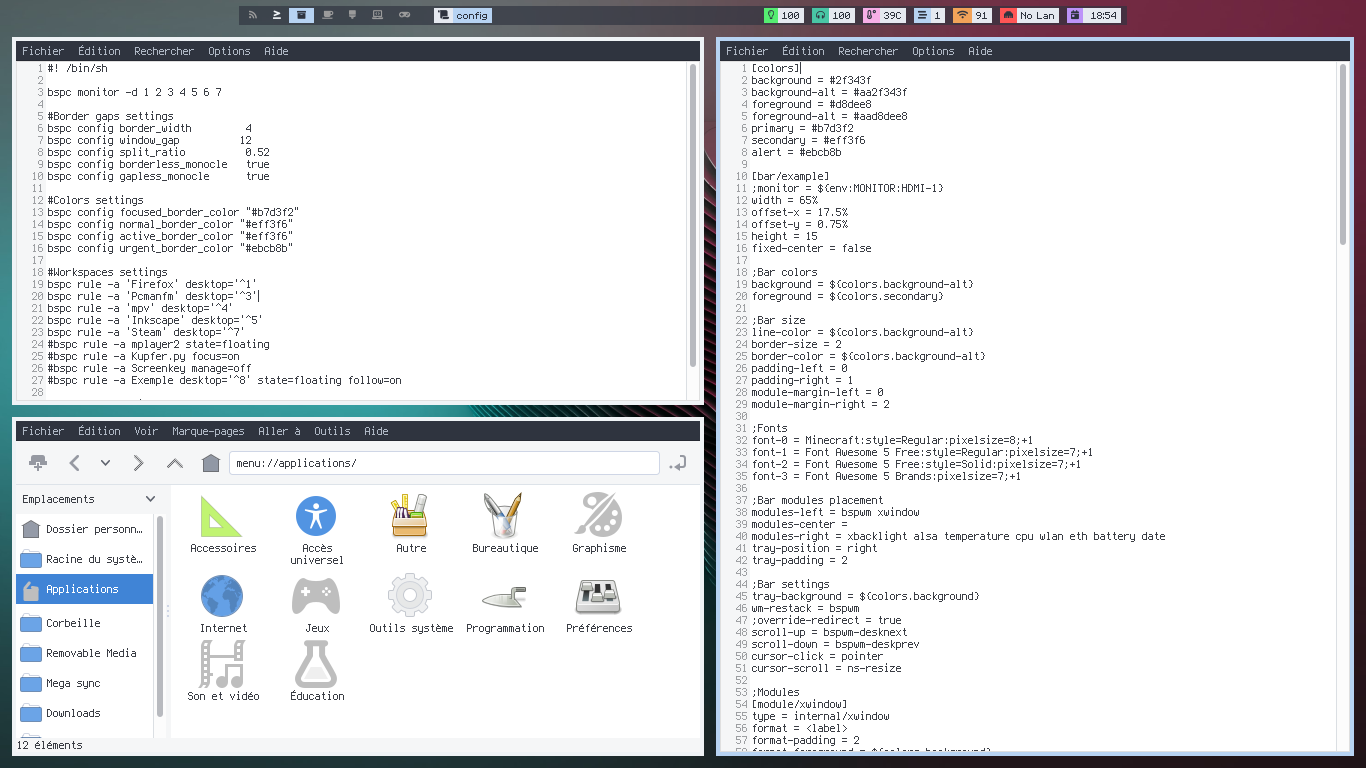 config
100
100
39C
1
91
No Lan
18:54
Fichier Édition Rechercher Options Aide
1 #! /bin/sh
2
3 bspc monitor -d 1 2 3 4 5 6 7
4
5 #Border gaps settings
6 bspc config border_width 4
7 bspc config window_gap 12
8 bspc config split_ratio 0.52
9 bspc config borderless_monocle true
10 bspc config gapless_monocle true
11
12 #Colors settings
13 bspc config focused_border_color "#b7d3f2"
14 bspc config normal_border_color "#eff3f6"
15 bspc config active_border_color "#eff3f6"
16 bspc config urgent_border_color "#ebcb8b"
17
18 #Workspaces settings
19 bspc rule -a 'Firefox' desktop='^1'
20 bspc rule -a 'Pcmanfm' desktop='^3'
21 bspc rule -a 'mpv' desktop='^4'
22 bspc rule -a 'Inkscape' desktop='^5'
23 bspc rule -a 'Steam' desktop='^7'
24 #bspc rule -a mplayer2 state=floating
25 #bspc rule -a Kupfer.py focus=on
26 #bspc rule -a Screenkey manage=off
27 #bspc rule -a Exemple desktop='^8' state=floating follow=on
28
Fichier Édition Voir Marque-pages Aller à Outils Aide
menu://applications/
Emplacements
Dossier personn…
Racine du systè…
Applications
Corbeille
Removable Media
Mega sync
Downloads
Accessoires
Accès universel
Autre
Bureautique
Graphisme
Internet
Jeux
Outils système
Programmation
Préférences
Son et vidéo
Éducation
12 éléments
Fichier Édition Rechercher Options Aide
1 [colors]
2 background = #2f343f
3 background-alt = #aa2f343f
4 foreground = #d8dee8
5 foreground-alt = #aad8dee8
6 primary = #b7d3f2
7 secondary = #eff3f6
8 alert = #ebcb8b
9
10 [bar/example]
11 ;monitor = ${env:MONITOR:HDMI-1}
12 width = 65%
13 offset-x = 17.5%
14 offset-y = 0.75%
15 height = 15
16 fixed-center = false
17
18 ;Bar colors
19 background = ${colors.background-alt}
20 foreground = ${colors.secondary}
21
22 ;Bar size
23 line-color = ${colors.background-alt}
24 border-size = 2
25 border-color = ${colors.background-alt}
26 padding-left = 0
27 padding-right = 1
28 module-margin-left = 0
29 module-margin-right = 2
30
31 ;Fonts
32 font-0 = Minecraft:style=Regular:pixelsize=8;+1
33 font-1 = Font Awesome 5 Free:style=Regular:pixelsize=7;+1
34 font-2 = Font Awesome 5 Free:style=Solid:pixelsize=7;+1
35 font-3 = Font Awesome 5 Brands:pixelsize=7;+1
36
37 ;Bar modules placement
38 modules-left = bspwm xwindow
39 modules-center =
40 modules-right = xbacklight alsa temperature cpu wlan eth battery date
41 tray-position = right
42 tray-padding = 2
43
44 ;Bar settings
45 tray-background = ${colors.background}
46 wm-restack = bspwm
47 ;override-redirect = true
48 scroll-up = bspwm-desknext
49 scroll-down = bspwm-deskprev
50 cursor-click = pointer
51 cursor-scroll = ns-resize
52
53 ;Modules
54 [module/xwindow]
55 type = internal/xwindow
56 format = <label>
57 format-padding = 2